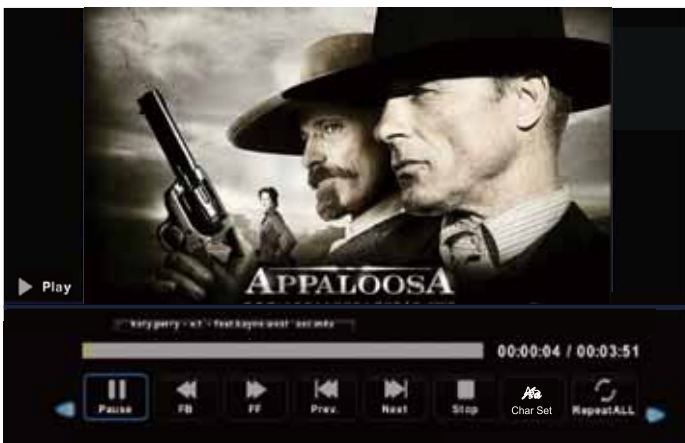 APPALOOSA
Play
00:00:04 / 00:03:51
Pause FB FF Prev. Next Stop Char Set RepeatALL